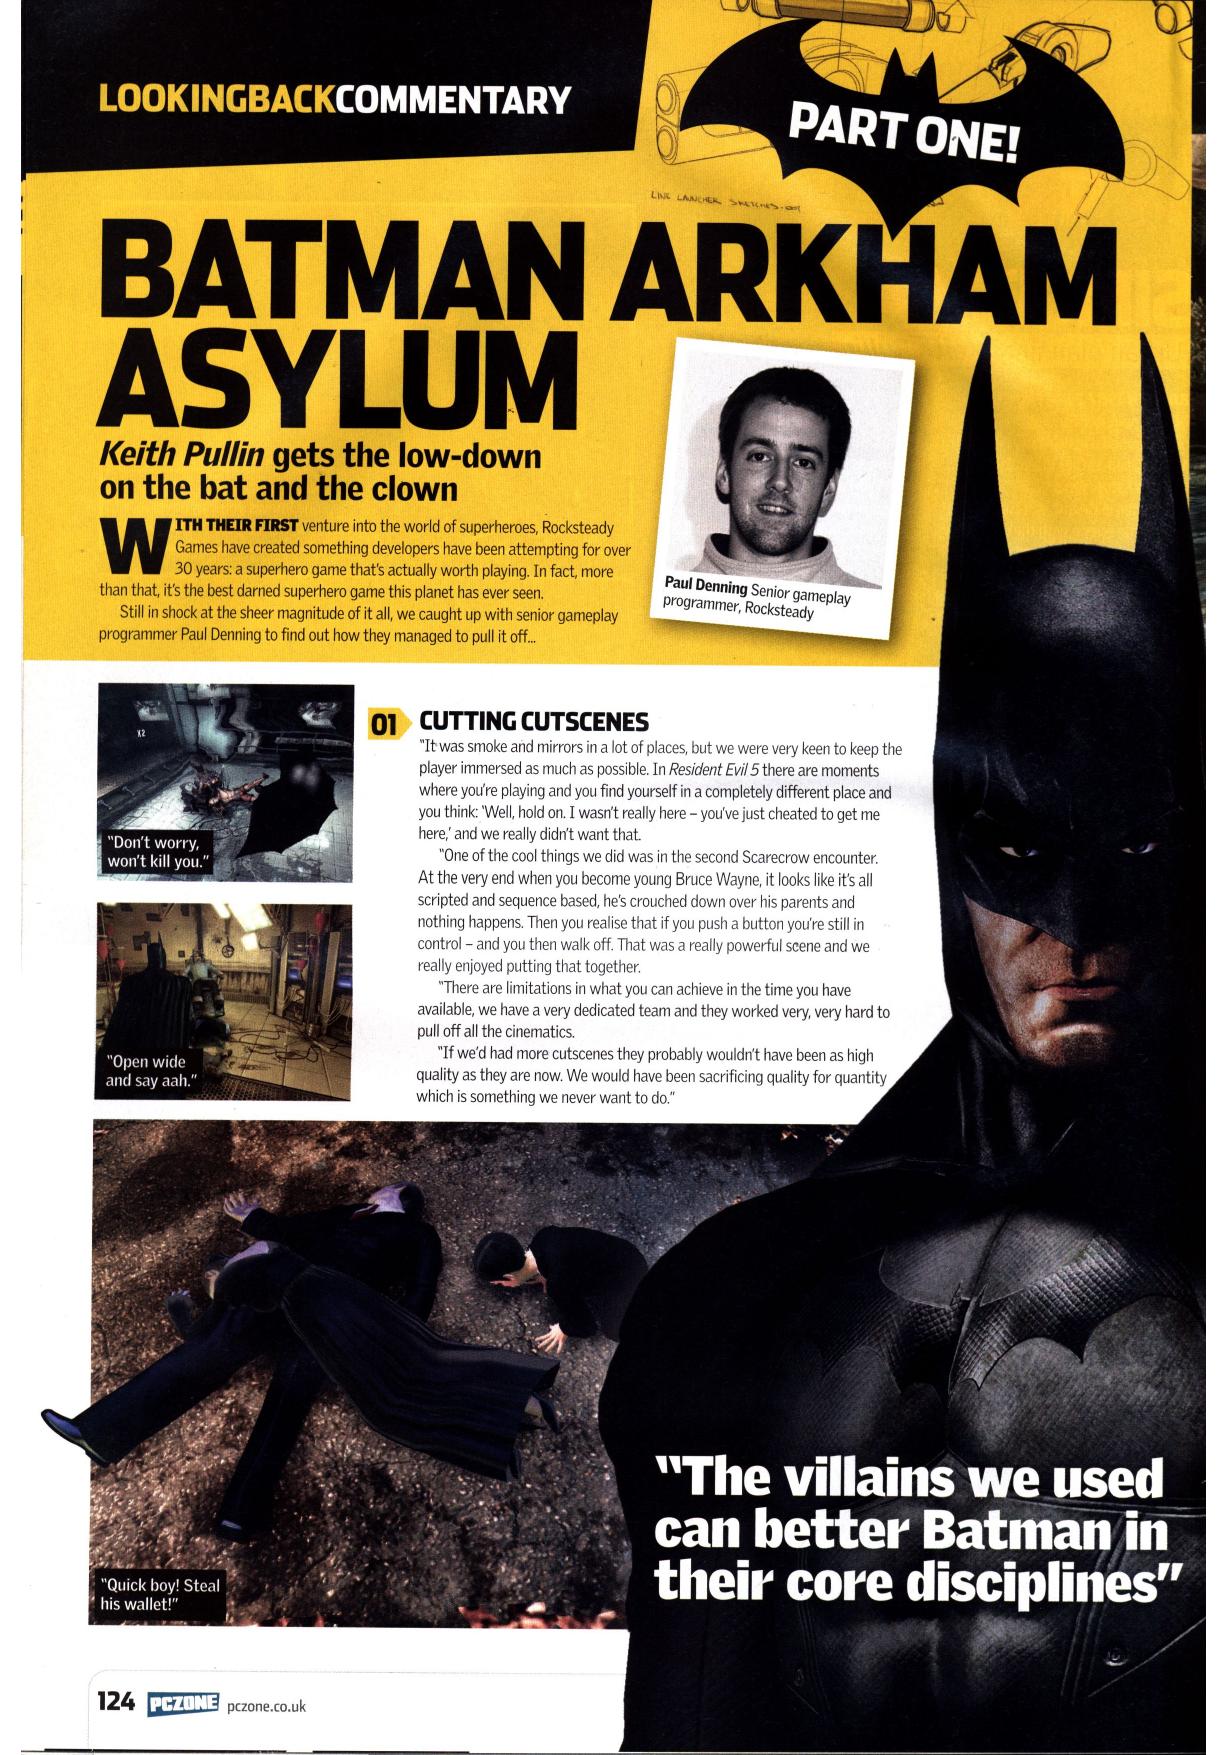 LOOKINGBACKCOMMENTARY
PART ONE!
LINE LAUNCHER SKETCHES
BATMAN ARKHAM
ASYLUM
Keith Pullin gets the low-down
on the bat and the clown
WITH THEIR FIRST venture into the world of superheroes, Rocksteady
Games have created something developers have been attempting for over
30 years: a superhero game that's actually worth playing. In fact, more
than that, it's the best darned superhero game this planet has ever seen.
Still in shock at the sheer magnitude of it all, we caught up with senior gameplay
programmer Paul Denning to find out how they managed to pull it off...
Paul Denning Senior gameplay
programmer, Rocksteady
X2
"Don't worry,
won't kill you."
"Open wide
and say aah."
01 CUTTING CUTSCENES
"It was smoke and mirrors in a lot of places, but we were very keen to keep the
player immersed as much as possible. In Resident Evil 5 there are moments
where you're playing and you find yourself in a completely different place and
you think: 'Well, hold on. I wasn't really here – you've just cheated to get me
here,' and we really didn't want that.
"One of the cool things we did was in the second Scarecrow encounter.
At the very end when you become young Bruce Wayne, it looks like it's all
scripted and sequence based, he's crouched down over his parents and
nothing happens. Then you realise that if you push a button you're still in
control – and you then walk off. That was a really powerful scene and we
really enjoyed putting that together.
"There are limitations in what you can achieve in the time you have
available, we have a very dedicated team and they worked very, very hard to
pull off all the cinematics.
"If we'd had more cutscenes they probably wouldn't have been as high
quality as they are now. We would have been sacrificing quality for quantity
which is something we never want to do."
"Quick boy! Steal
his wallet!"
"The villains we used
can better Batman in
their core disciplines"
124 PCZONE pczone.co.uk